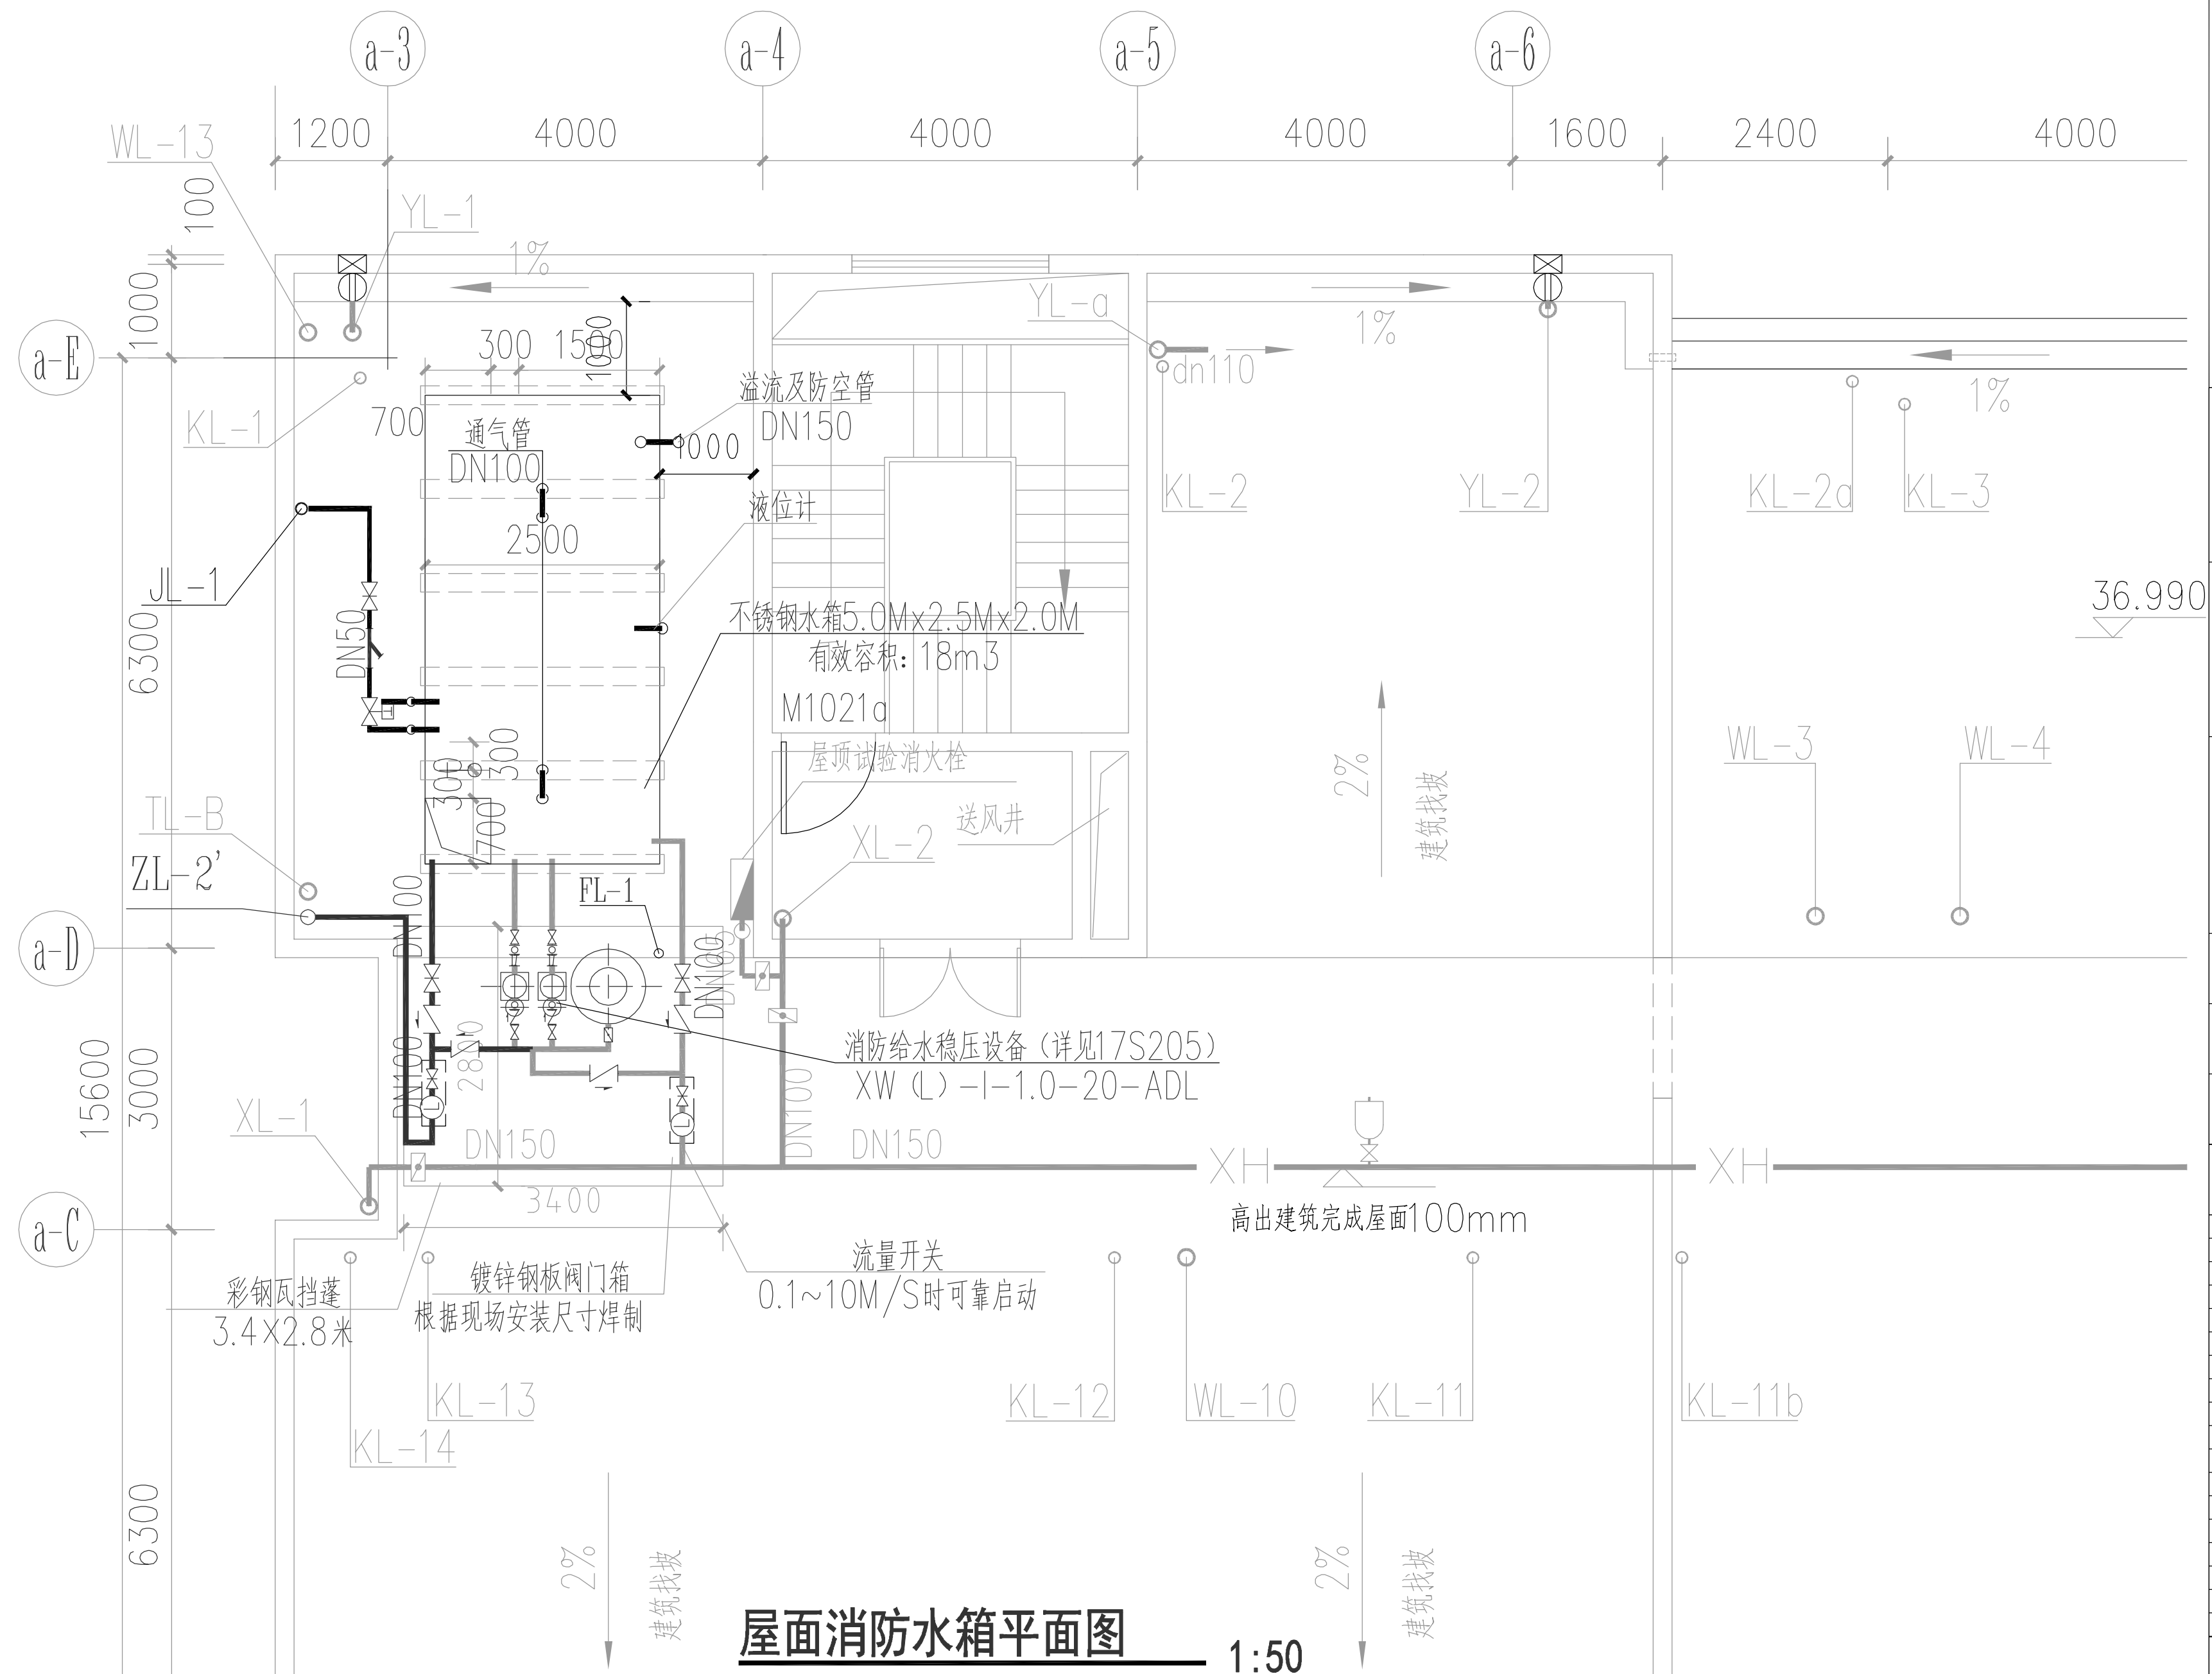 a-3
a-4
a-5
a-6
1200
4000
4000
4000
1600
2400
4000
WL-13
100
YL-1
1%
1000
a-E
300
1500
1000
YL-a
1%
dn110
1%
溢流及防空管
DN150
700
KL-1
通气管
DN100
1000
KL-2
YL-2
KL-2a
KL-3
液位计
2500
JL-1
DN50
6300
不锈钢水箱5.0Mx2.5Mx2.0M
有效容积：18m3
36.990
M1021a
屋顶试验消火栓
300
300
700
2%
建筑找坡
WL-3
WL-4
TL-B
XL-2
送风井
ZL-2'
FL-1
a-D
DN100
DN65
消防给水稳压设备（详见17S205）
XW（L）-I-1.0-20-ADL
2800
DN100
DN100
15600
3000
XL-1
DN150
DN150
XH
XH
3400
高出建筑完成屋面100mm
a-C
流量开关
0.1~10M/S时可靠启动
镀锌钢板阀门箱
根据现场安装尺寸焊制
彩钢瓦挡蓬
3.4X2.8米
KL-13
KL-14
KL-12
WL-10
KL-11
KL-11b
6300
2%
建筑找坡
2%
建筑找坡
屋面消防水箱平面图
1:50